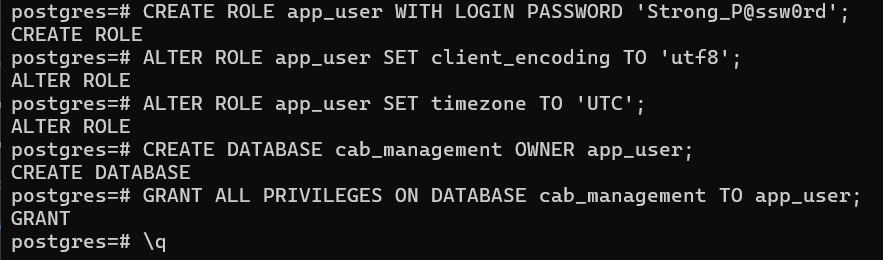 postgres=# CREATE ROLE app_user WITH LOGIN PASSWORD 'Strong_P@ssw0rd';
CREATE ROLE
postgres=# ALTER ROLE app_user SET client_encoding TO 'utf8';
ALTER ROLE
postgres=# ALTER ROLE app_user SET timezone TO 'UTC';
ALTER ROLE
postgres=# CREATE DATABASE cab_management OWNER app_user;
CREATE DATABASE
postgres=# GRANT ALL PRIVILEGES ON DATABASE cab_management TO app_user;
GRANT
postgres=# \q